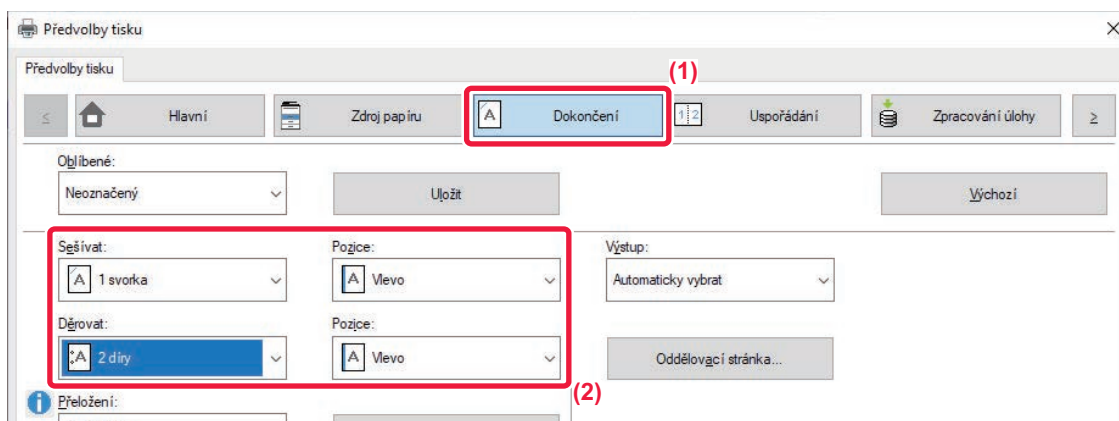 Předvolby tisku
Předvolby tisku
(1)
Hlavní Zdroj papíru Dokončení Uspořádání Zpracování úlohy
Oblíbené:
Neoznačený Uložit Výchozí
Sešívat: Pozice: Výstup:
1 svorka Vlevo Automaticky vybrat
Děrovat: Pozice:
2 díry Vlevo Oddělovací stránka...
(2)
Přeložení: